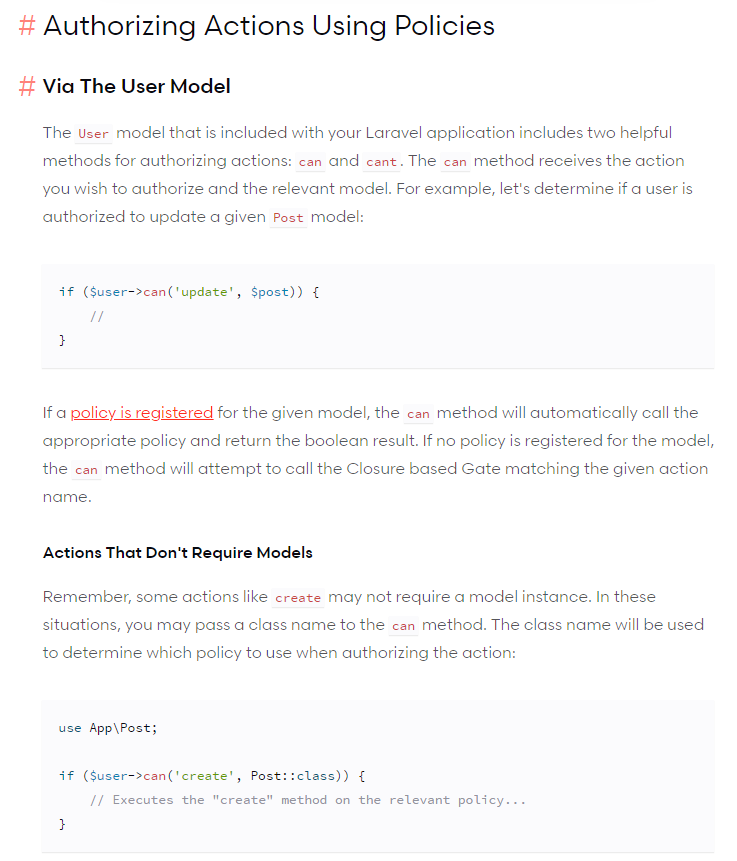 # Authorizing Actions Using Policies
# Via The User Model
The User model that is included with your Laravel application includes two helpful
methods for authorizing actions: can and cant. The can method receives the action
you wish to authorize and the relevant model. For example, let's determine if a user is
authorized to update a given Post model:
if ($user->can('update', $post)) {
    //
}
If a policy is registered for the given model, the can method will automatically call the
appropriate policy and return the boolean result. If no policy is registered for the model,
the can method will attempt to call the Closure based Gate matching the given action
name.
Actions That Don't Require Models
Remember, some actions like create may not require a model instance. In these
situations, you may pass a class name to the can method. The class name will be used
to determine which policy to use when authorizing the action:
use App\Post;
if ($user->can('create', Post::class)) {
    // Executes the "create" method on the relevant policy...
}